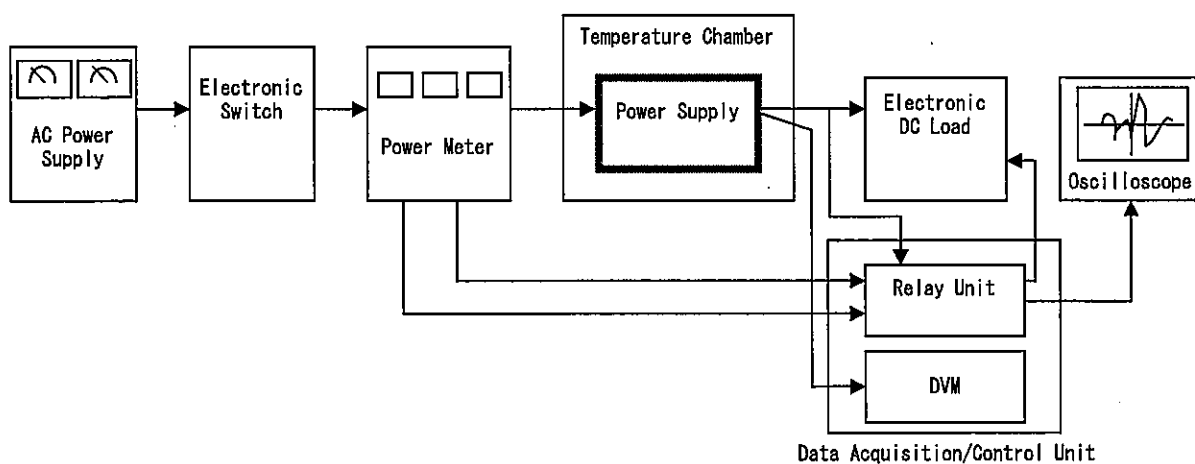 AC Power
Supply
Electronic
Switch
Power Meter
Temperature Chamber
Power Supply
Electronic
DC Load
Oscilloscope
Relay Unit
DVM
Data Acquisition/Control Unit